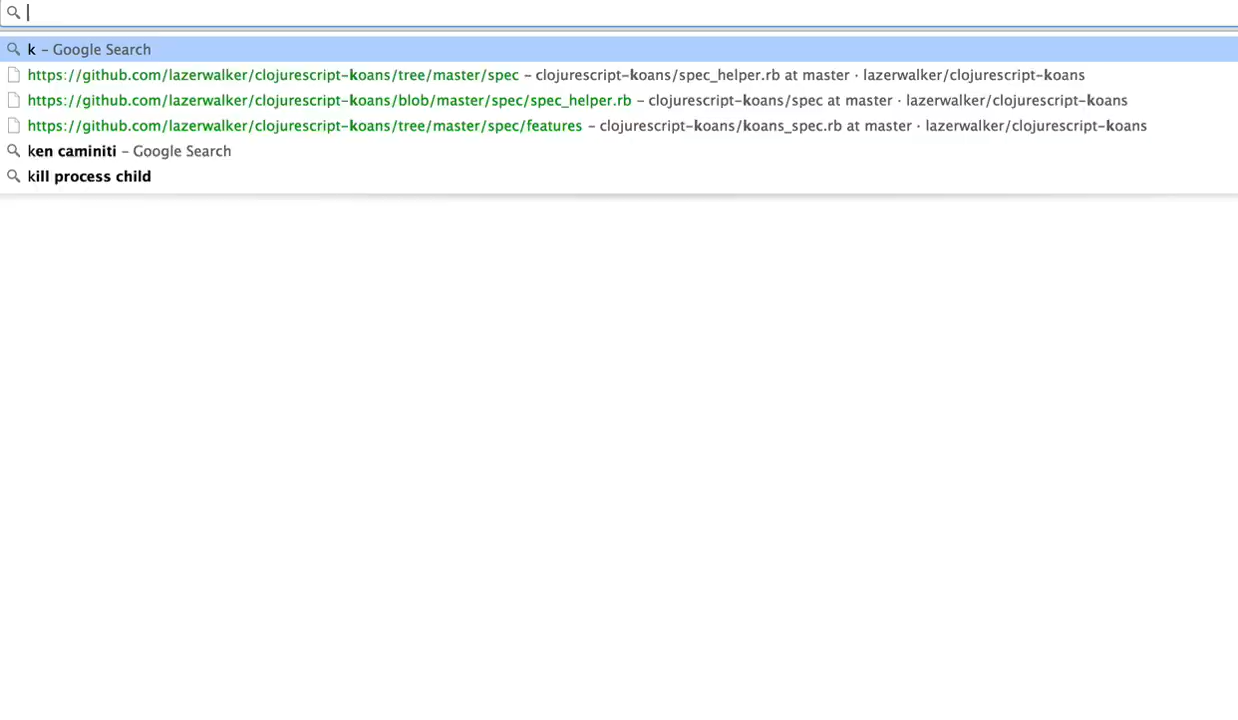 k – Google Search
https://github.com/lazerwalker/clojurescript-koans/tree/master/spec – clojurescript-koans/spec_helper.rb at master · lazerwalker/clojurescript-koans
https://github.com/lazerwalker/clojurescript-koans/blob/master/spec/spec_helper.rb – clojurescript-koans/spec at master · lazerwalker/clojurescript-koans
https://github.com/lazerwalker/clojurescript-koans/tree/master/spec/features – clojurescript-koans/koans_spec.rb at master · lazerwalker/clojurescript-koans
ken caminiti – Google Search
kill process child